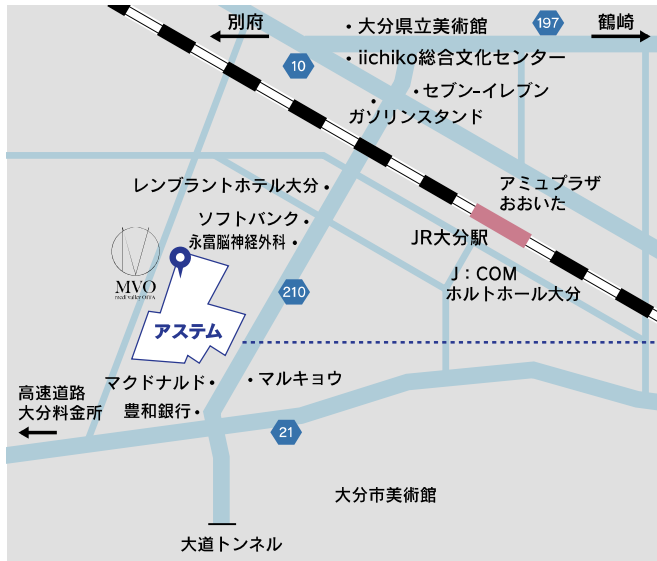 別府
・大分県立美術館
197
鶴崎
10
・iichiko総合文化センター
・セブン-イレブン
ガソリンスタンド
レンブラントホテル大分・
アミュプラザ
おおいた
ソフトバンク・
永冨脳神経外科・
JR大分駅
MVO
medi valley OITA
J:COM
ホルトホール大分
210
アステム
マクドナルド・
・マルキョウ
高速道路
大分料金所
豊和銀行・
21
大分市美術館
大道トンネル